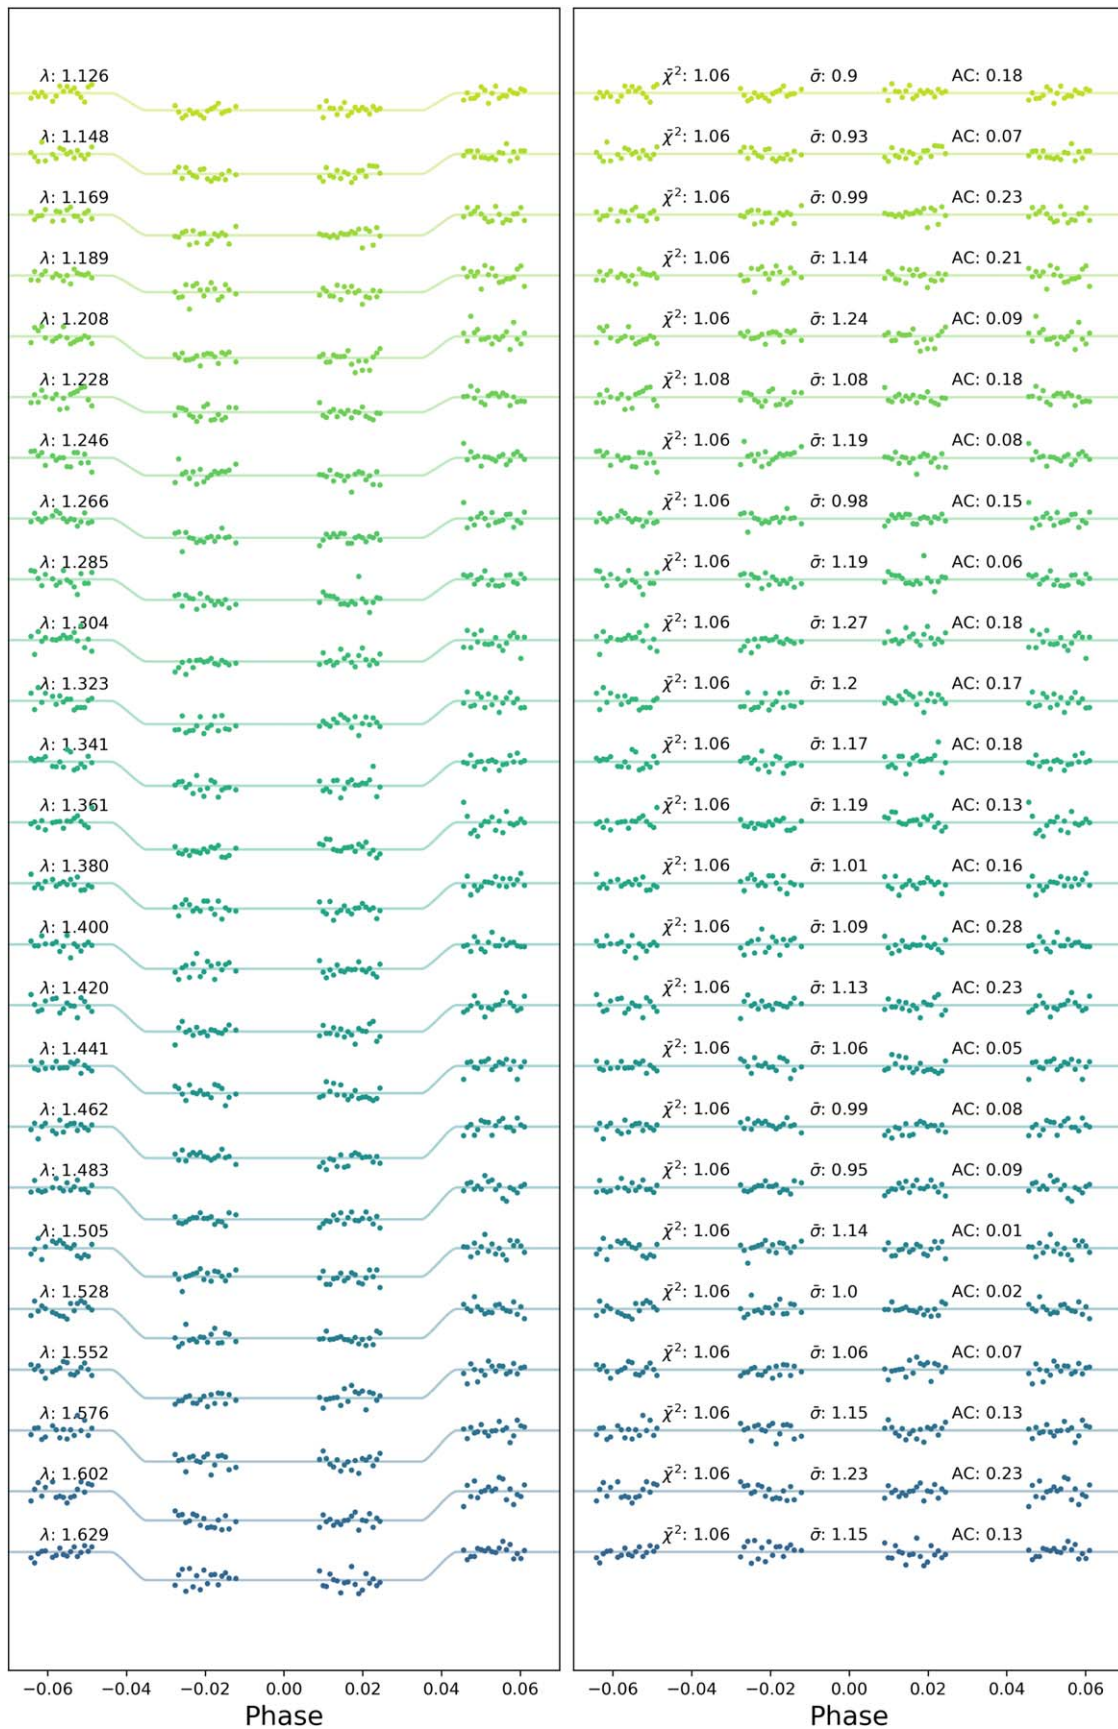 λ: 1.126 χ̄²: 1.06 σ̄: 0.9 AC: 0.18
λ: 1.148 χ̄²: 1.06 σ̄: 0.93 AC: 0.07
λ: 1.169 χ̄²: 1.06 σ̄: 0.99 AC: 0.23
λ: 1.189 χ̄²: 1.06 σ̄: 1.14 AC: 0.21
λ: 1.208 χ̄²: 1.06 σ̄: 1.24 AC: 0.09
λ: 1.228 χ̄²: 1.08 σ̄: 1.08 AC: 0.18
λ: 1.246 χ̄²: 1.06 σ̄: 1.19 AC: 0.08
λ: 1.266 χ̄²: 1.06 σ̄: 0.98 AC: 0.15
λ: 1.285 χ̄²: 1.06 σ̄: 1.19 AC: 0.06
λ: 1.304 χ̄²: 1.06 σ̄: 1.27 AC: 0.18
λ: 1.323 χ̄²: 1.06 σ̄: 1.2 AC: 0.17
λ: 1.341 χ̄²: 1.06 σ̄: 1.17 AC: 0.18
λ: 1.361 χ̄²: 1.06 σ̄: 1.19 AC: 0.13
λ: 1.380 χ̄²: 1.06 σ̄: 1.01 AC: 0.16
λ: 1.400 χ̄²: 1.06 σ̄: 1.09 AC: 0.28
λ: 1.420 χ̄²: 1.06 σ̄: 1.13 AC: 0.23
λ: 1.441 χ̄²: 1.06 σ̄: 1.06 AC: 0.05
λ: 1.462 χ̄²: 1.06 σ̄: 0.99 AC: 0.08
λ: 1.483 χ̄²: 1.06 σ̄: 0.95 AC: 0.09
λ: 1.505 χ̄²: 1.06 σ̄: 1.14 AC: 0.01
λ: 1.528 χ̄²: 1.06 σ̄: 1.0 AC: 0.02
λ: 1.552 χ̄²: 1.06 σ̄: 1.06 AC: 0.07
λ: 1.576 χ̄²: 1.06 σ̄: 1.15 AC: 0.13
λ: 1.602 χ̄²: 1.06 σ̄: 1.23 AC: 0.23
λ: 1.629 χ̄²: 1.06 σ̄: 1.15 AC: 0.13
−0.06 −0.04 −0.02 0.00 0.02 0.04 0.06 −0.06 −0.04 −0.02 0.00 0.02 0.04 0.06
Phase Phase